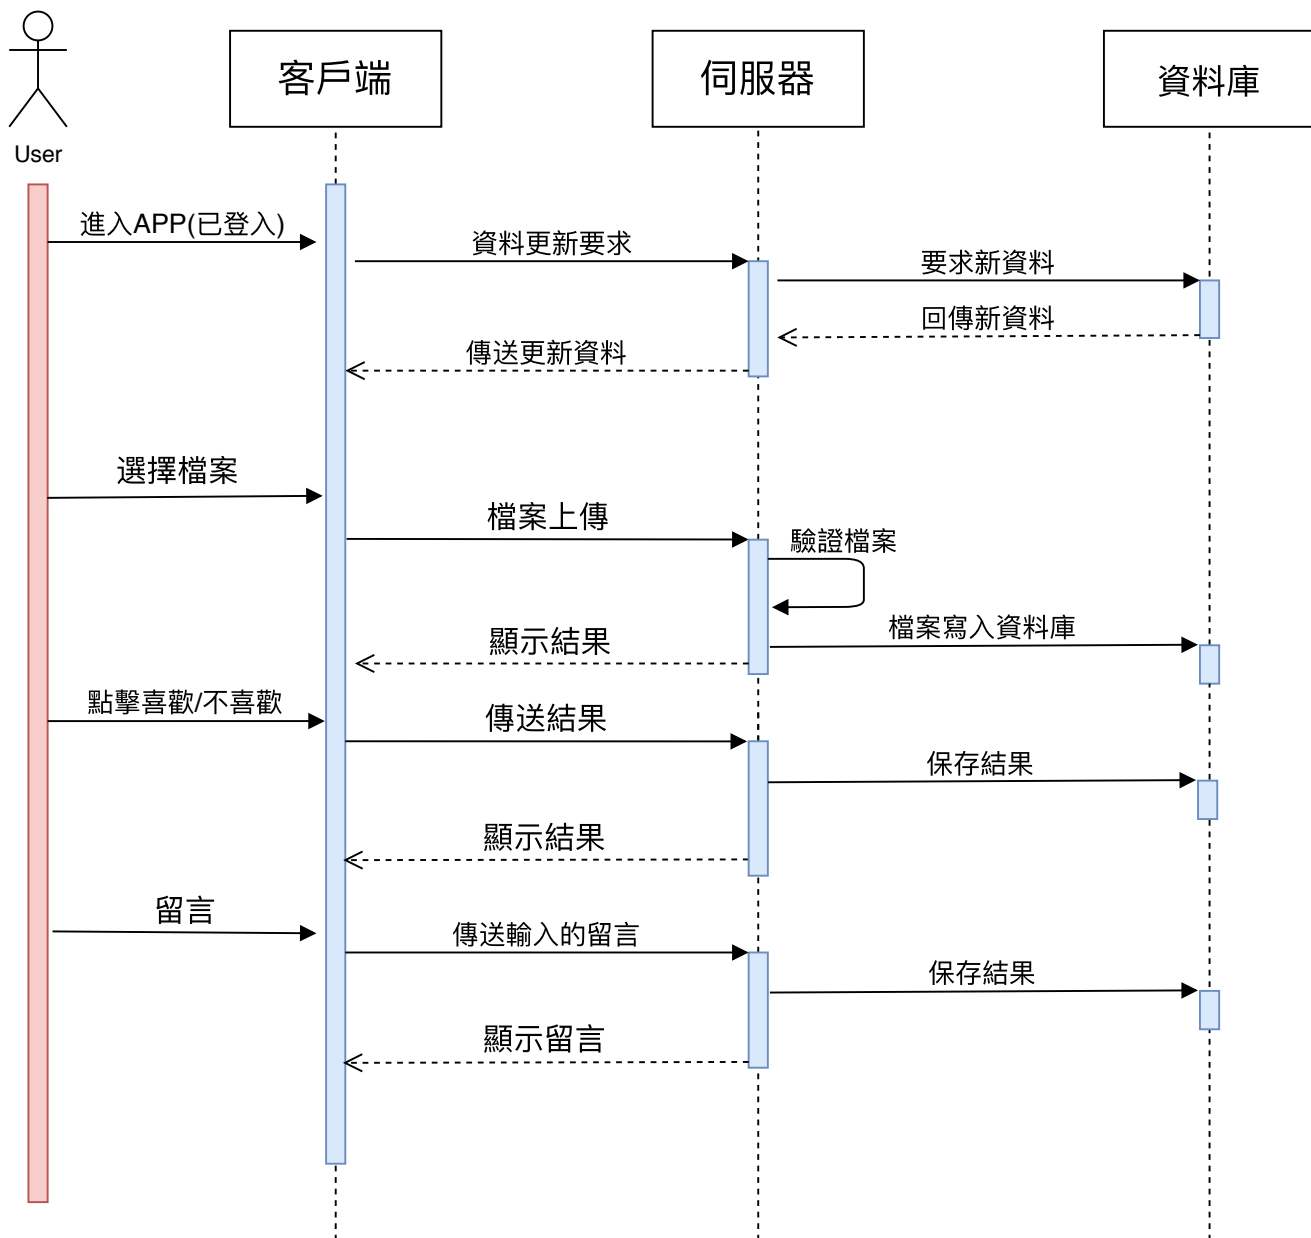 客戶端
伺服器
資料庫
User
進入APP(已登入)
資料更新要求
要求新資料
回傳新資料
傳送更新資料
選擇檔案
檔案上傳
驗證檔案
檔案寫入資料庫
顯示結果
點擊喜歡/不喜歡
傳送結果
保存結果
顯示結果
留言
傳送輸入的留言
保存結果
顯示留言